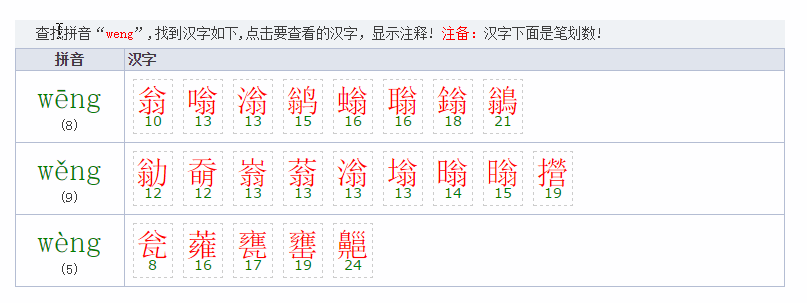 查找拼音“weng”,找到汉字如下,点击要查看的汉字，显示注释! 注备：汉字下面是笔划数!
拼音 汉字
wēng 翁 嗡 滃 鹟 螉 聬 鎓 鶲
(8) 10 13 13 15 16 16 18 21
wěng 勜 奣 嵡 蓊 滃 塕 暡 瞈 攚
(9) 12 12 13 13 13 13 14 15 19
wèng 瓮 蕹 甕 罋 齆
(5) 8 16 17 19 24